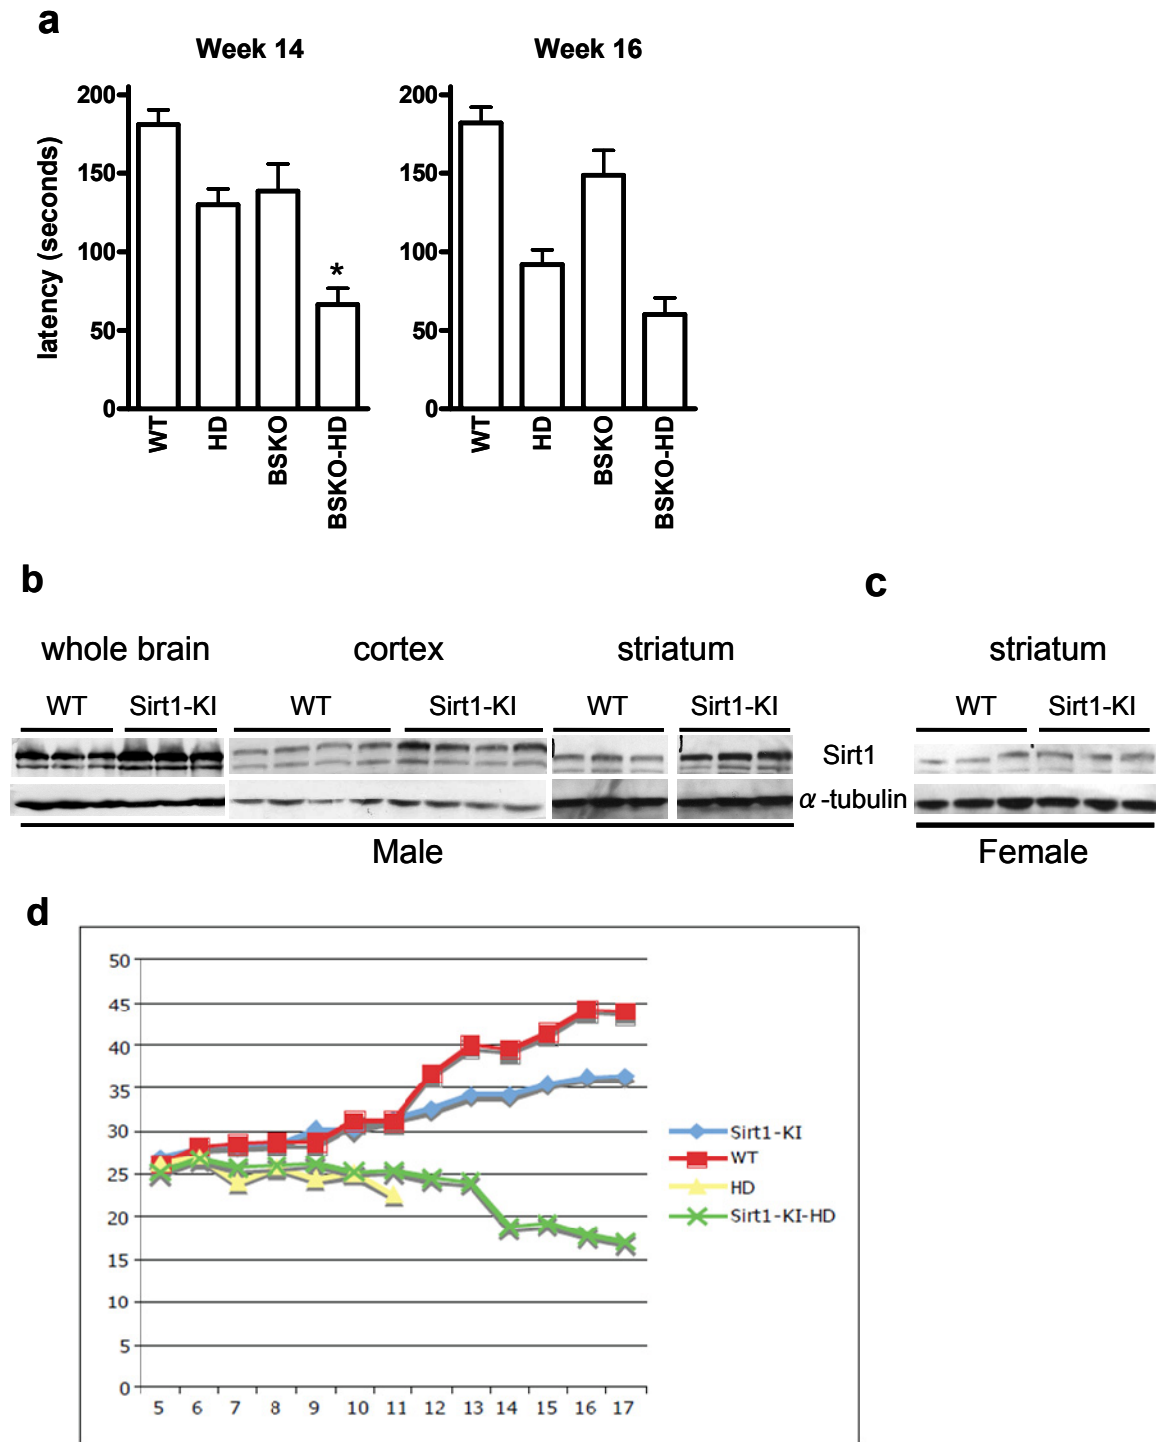 a
Week 14
Week 16
latency (seconds)
200
150
100
50
0
*
WT
HD
BSKO
BSKO-HD
200
150
100
50
0
WT
HD
BSKO
BSKO-HD
b
c
whole brain
cortex
striatum
striatum
WT
Sirt1-KI
WT
Sirt1-KI
WT
Sirt1-KI
WT
Sirt1-KI
Sirt1
α-tubulin
Male
Female
d
50
45
40
35
30
25
20
15
10
5
0
5 6 7 8 9 10 11 12 13 14 15 16 17
Sirt1-KI
WT
HD
Sirt1-KI-HD